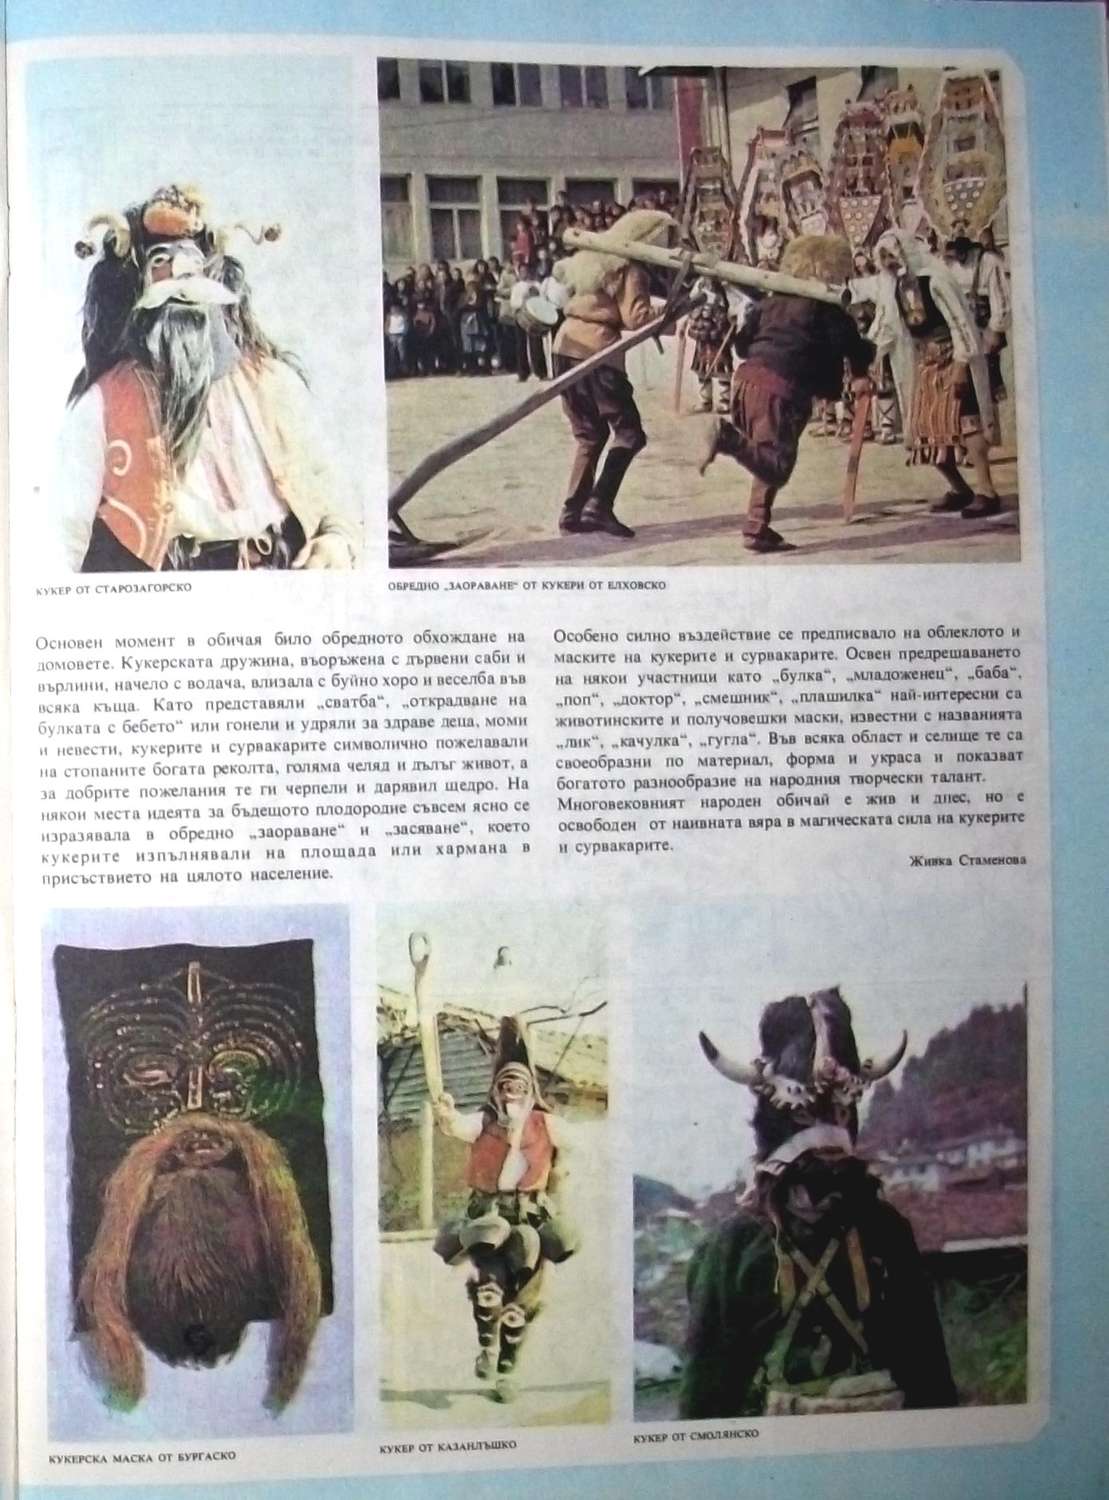 КУКЕР ОТ СТАРОЗАГОРСКО
ОБРЕДНО „ЗАОРАВАНЕ“ ОТ КУКЕРИ ОТ ЕЛХОВСКО
Основен момент в обичая било обредното обхождане на
домовете. Кукерската дружина, въоръжена с дървени саби и
върлини, начело с водача, влизала с буйно хоро и веселба във
всяка къща. Като представяли „сватба“, „открадване на
булката с бебето“ или гонели и удряли за здраве деца, моми
и невести, кукерите и сурвакарите символично пожелавали
на стопаните богата реколта, голяма челяд и дълъг живот, а
за добрите пожелания те ги черпели и дарявил щедро. На
някои места идеята за бъдещото плодородие съвсем ясно се
изразявала в обредно „заораване“ и „засяване“, което
кукерите изпълнявали на площада или хармана в
присъствието на цялото население.
Особено силно въздействие се предписвало на облеклото и
маските на кукерите и сурвакарите. Освен предрешаването
на някои участници като „булка“, „младоженец“, „баба“,
„поп“, „доктор“, „смешник“, „плашилка“ най-интересни са
животинските и получовешки маски, известни с названията
„лик“, „качулка“, „гугла“. Във всяка област и селище те са
своеобразни по материал, форма и украса и показват
богатото разнообразие на народния творчески талант.
Многовековният народен обичай е жив и днес, но е
освободен от наивната вяра в магическата сила на кукерите
и сурвакарите.
Живка Стаменова
КУКЕРСКА МАСКА ОТ БУРГАСКО
КУКЕР ОТ КАЗАНЛЪШКО
КУКЕР ОТ СМОЛЯНСКО